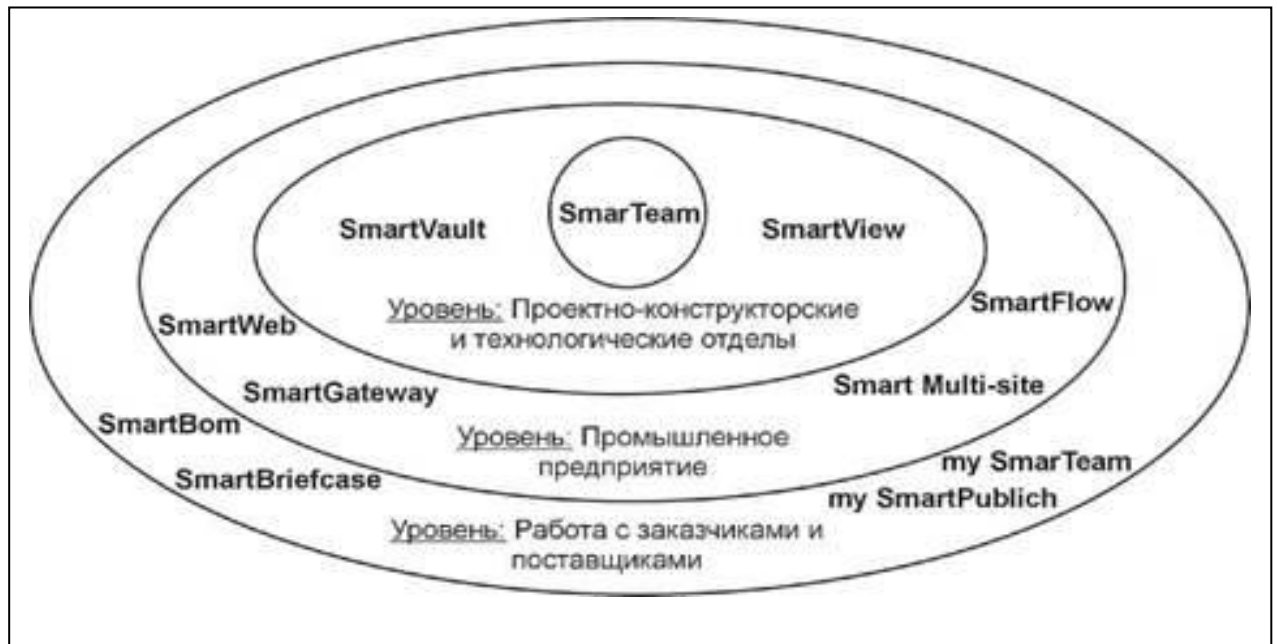 SmarTeam
SmartVault
SmartView
Уровень: Проектно-конструкторские
и технологические отделы
SmartWeb
SmartFlow
SmartGateway
Smart Multi-site
Уровень: Промышленное
предприятие
SmartBom
SmartBriefcase
my SmarTeam
my SmartPublich
Уровень: Работа с заказчиками и
поставщиками